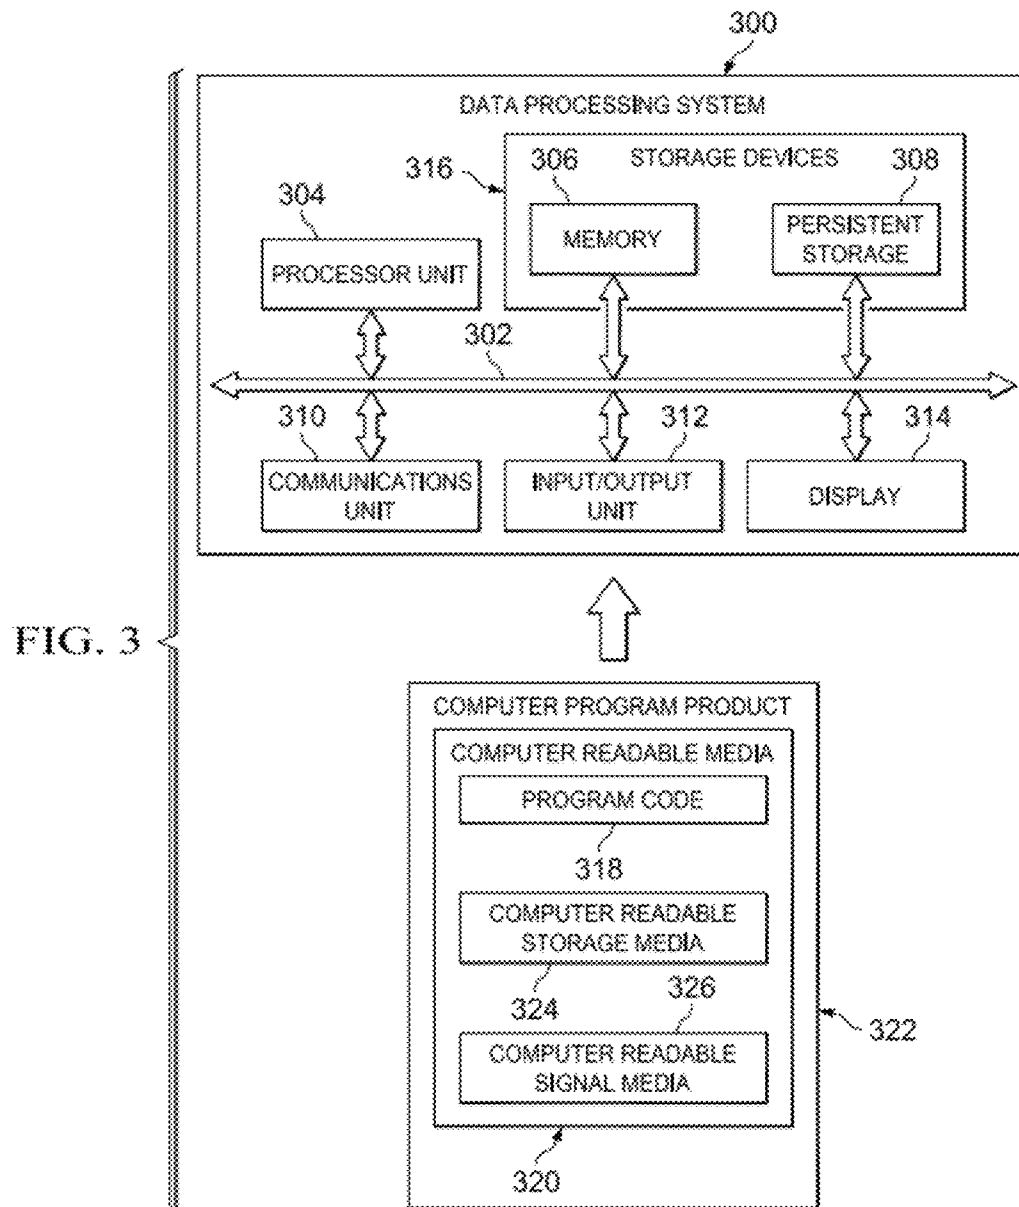 300
DATA PROCESSING SYSTEM
306
STORAGE DEVICES
308
316
304
MEMORY
PERSISTENT
STORAGE
PROCESSOR UNIT
302
310
312
314
COMMUNICATIONS
UNIT
INPUT/OUTPUT
UNIT
DISPLAY
FIG. 3
COMPUTER PROGRAM PRODUCT
COMPUTER READABLE MEDIA
PROGRAM CODE
318
COMPUTER READABLE
STORAGE MEDIA
324
326
322
COMPUTER READABLE
SIGNAL MEDIA
320